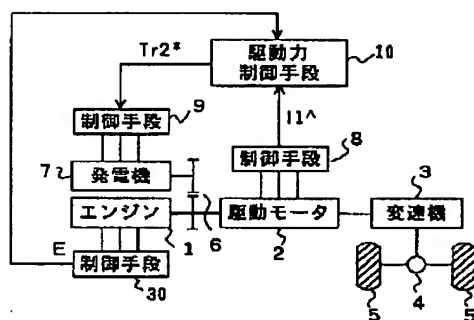 Tr2*
駆動力
制御手段
10
制御手段
9
I1^
制御手段
8
7
発電機
3
エンジン
駆動モータ
変速機
E
1
6
2
制御手段
30
4
5
5